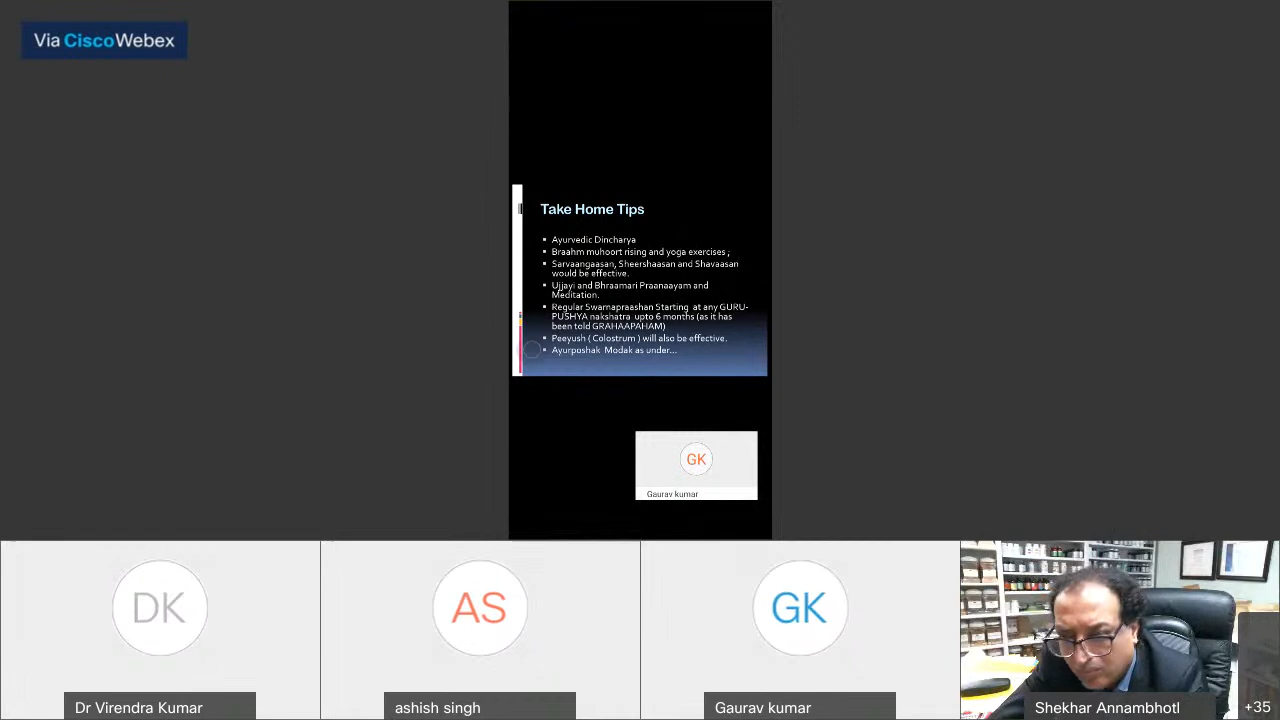 Via CiscoWebex
Take Home Tips
Ayurvedic Dincharya
Braahm muhoort rising and yoga exercises ;
Sarvaangaasan, Sheershaasan and Shavaasan
would be effective.
Ujjayi and Bhraamari Praanaayam and
Meditation.
Regular Swarnapraashan Starting at any GURU-
PUSHYA nakshatra upto 6 months (as it has
been told GRAHAAPAHAM)
Peeyush ( Colostrum ) will also be effective.
Ayurposhak Modak as under...
GK
Gaurav kumar
DK
AS
GK
Dr Virendra Kumar
ashish singh
Gaurav kumar
Shekhar Annambhotl
+35